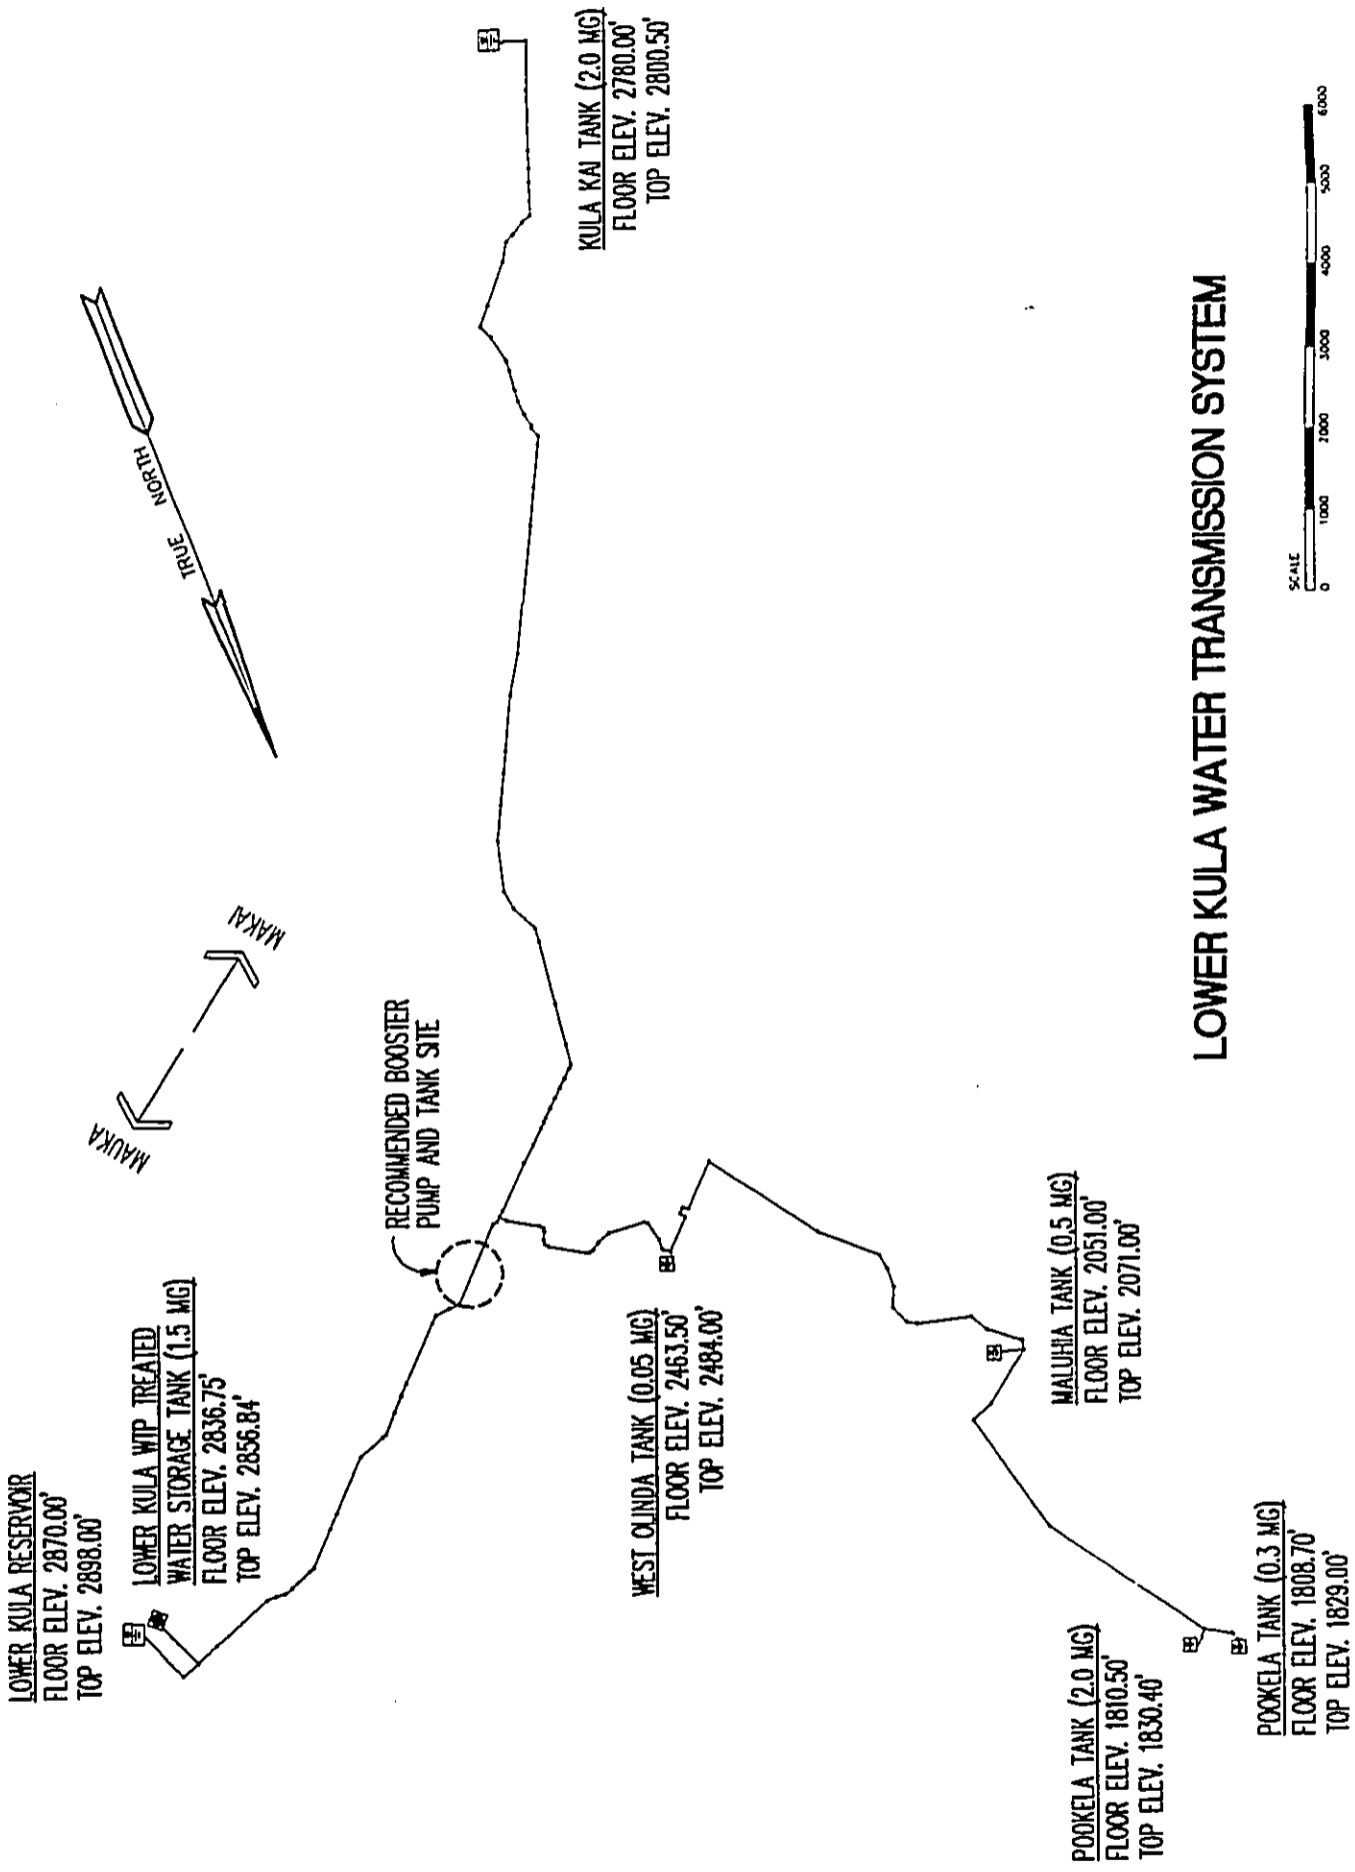 LOWER KULA RESERVOIR
FLOOR ELEV. 2870.00'
TOP ELEV. 2898.00'
LOWER KULA WTP TREATED
WATER STORAGE TANK (1.5 MG)
FLOOR ELEV. 2836.75'
TOP ELEV. 2856.84'
MAUKA
MAUKA
MAKAI
MAKAI
TRUE NORTH
RECOMMENDED BOOSTER
PUMP AND TANK SITE
KULA KAI TANK (2.0 MG)
FLOOR ELEV. 2780.00'
TOP ELEV. 2800.50'
WEST OLINDA TANK (0.05 MG)
FLOOR ELEV. 2463.50'
TOP ELEV. 2484.00'
MALUHIA TANK (0.5 MG)
FLOOR ELEV. 2051.00'
TOP ELEV. 2071.00'
POOKELA TANK (2.0 MG)
FLOOR ELEV. 1810.50'
TOP ELEV. 1830.40'
POOKELA TANK (0.3 MG)
FLOOR ELEV. 1808.70'
TOP ELEV. 1829.00'
LOWER KULA WATER TRANSMISSION SYSTEM
SCALE
0 1000 2000 3000 4000 5000 6000